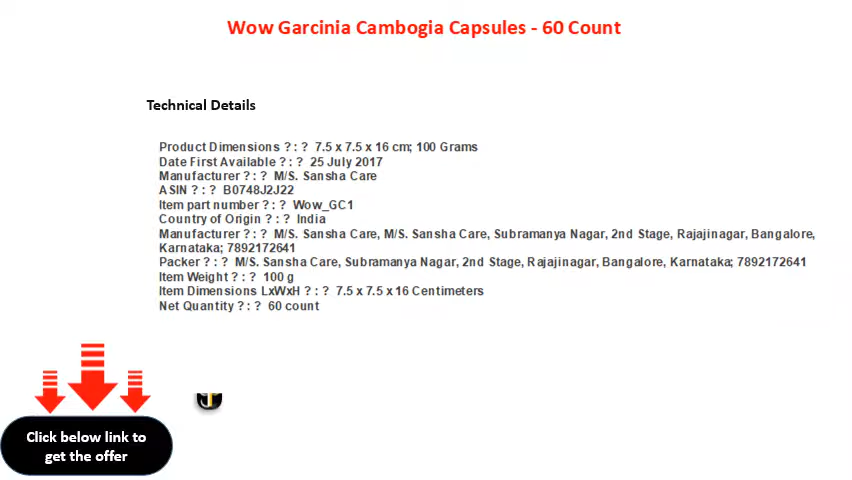 Wow Garcinia Cambogia Capsules - 60 Count
Technical Details
Product Dimensions ? : ? 7.5 x 7.5 x 16 cm; 100 Grams
Date First Available ? : ? 25 July 2017
Manufacturer ? : ? M/S. Sansha Care
ASIN ? : ? B0748J2J22
Item part number ? : ? Wow_GC1
Country of Origin ? : ? India
Manufacturer ? : ? M/S. Sansha Care, M/S. Sansha Care, Subramanya Nagar, 2nd Stage, Rajajinagar, Bangalore,
Karnataka; 7892172641
Packer ? : ? M/S. Sansha Care, Subramanya Nagar, 2nd Stage, Rajajinagar, Bangalore, Karnataka; 7892172641
Item Weight ? : ? 100 g
Item Dimensions LxWxH ? : ? 7.5 x 7.5 x 16 Centimeters
Net Quantity ? : ? 60 count
Click below link to
get the offer